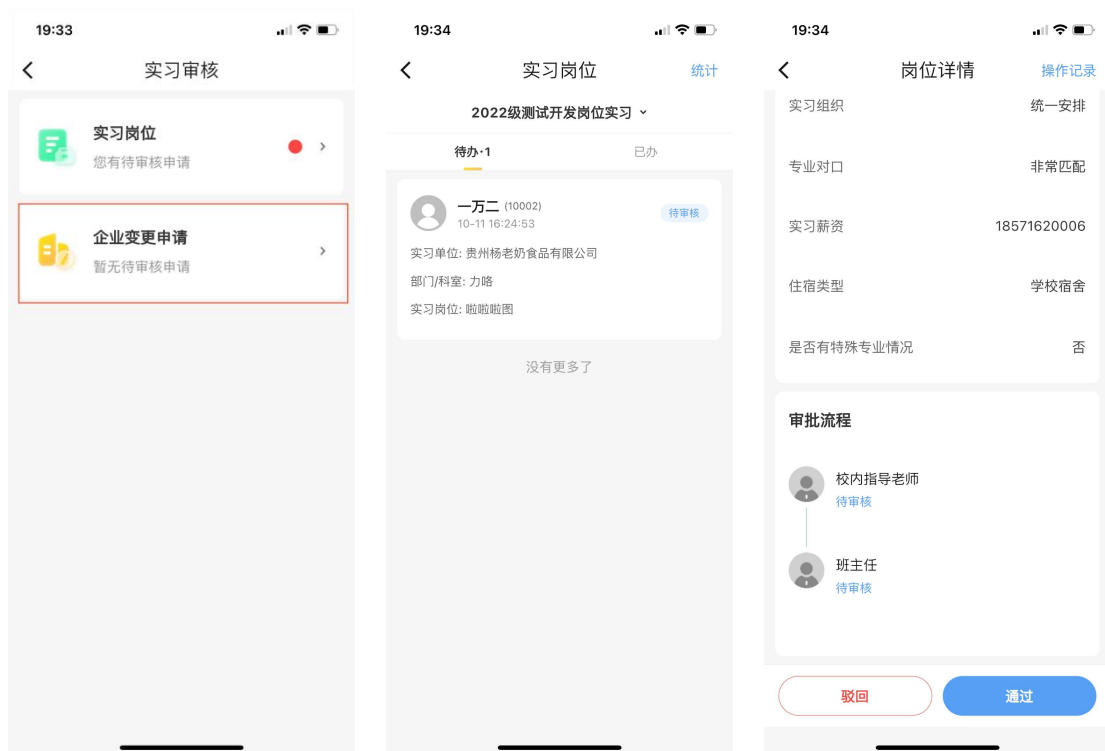 19:33
实习审核
实习岗位
您有待审核申请
企业变更申请
暂无待审核申请
19:34
实习岗位
统计
2022级测试开发岗位实习
待办·1
已办
一万二 (10002)
10-11 16:24:53
待审核
实习单位: 贵州杨老奶食品有限公司
部门/科室: 力咯
实习岗位: 啦啦啦图
没有更多了
19:34
岗位详情
操作记录
实习组织
统一安排
专业对口
非常匹配
实习薪资
18571620006
住宿类型
学校宿舍
是否有特殊专业情况
否
审批流程
校内指导老师
待审核
班主任
待审核
驳回
通过